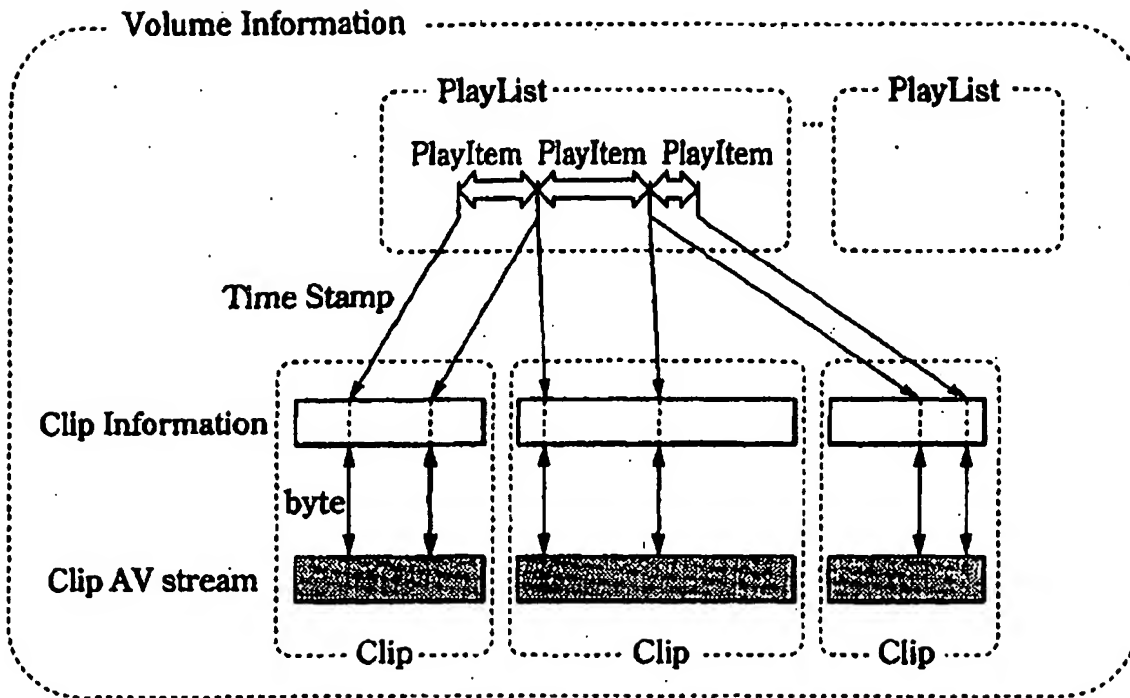 Volume Information
PlayList
PlayList
...
PlayItem PlayItem PlayItem
Time Stamp
Clip Information
byte
Clip AV stream
Clip
Clip
Clip